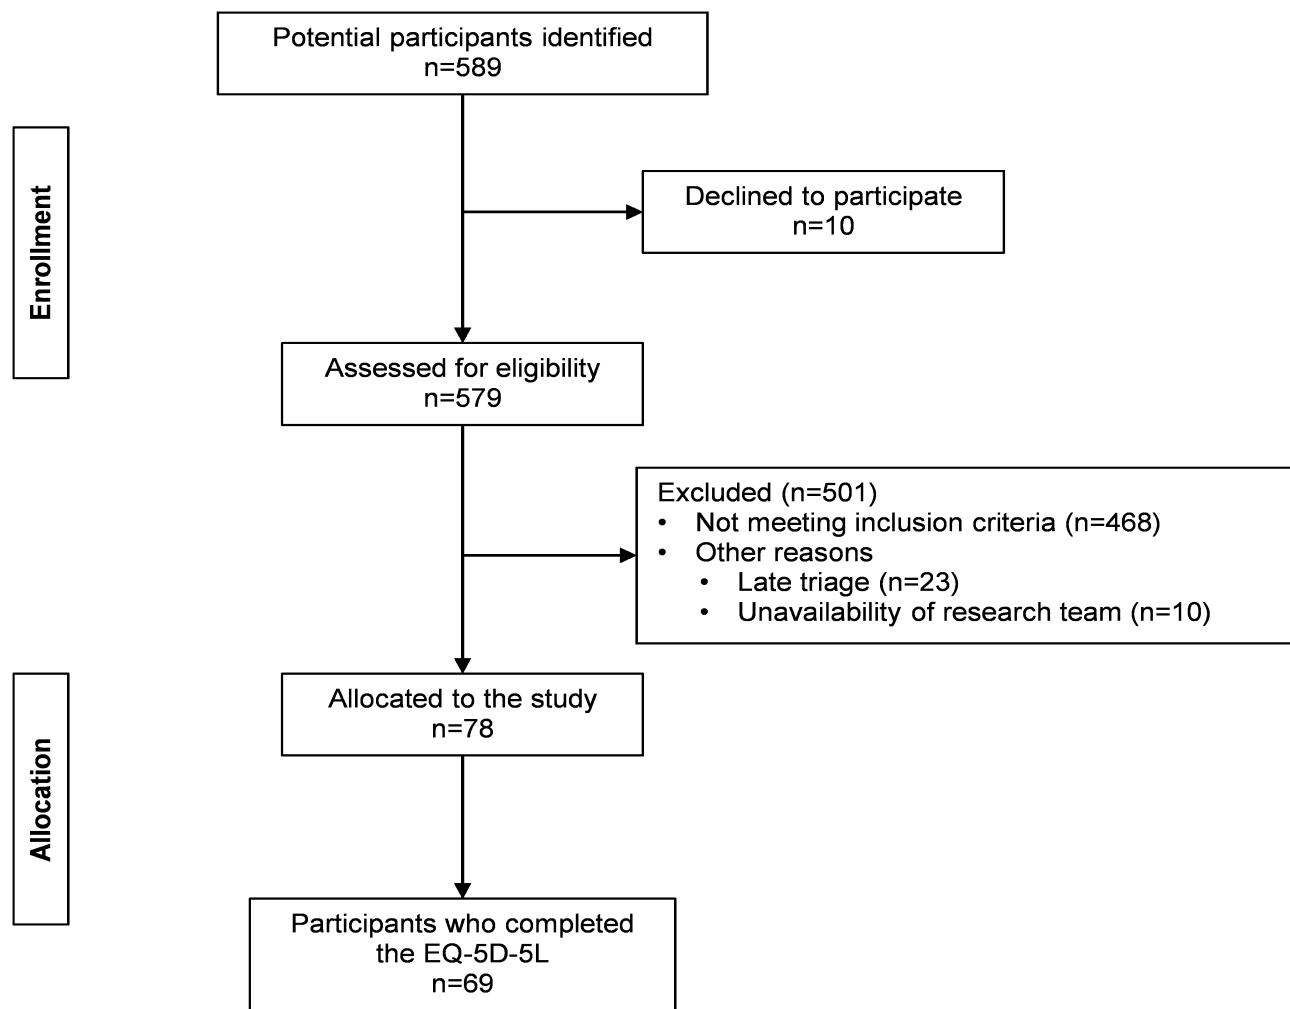 Potential participants identified
n=589
Enrollment
Declined to participate
n=10
Assessed for eligibility
n=579
Excluded (n=501)
• Not meeting inclusion criteria (n=468)
• Other reasons
• Late triage (n=23)
• Unavailability of research team (n=10)
Allocation
Allocated to the study
n=78
Participants who completed
the EQ-5D-5L
n=69